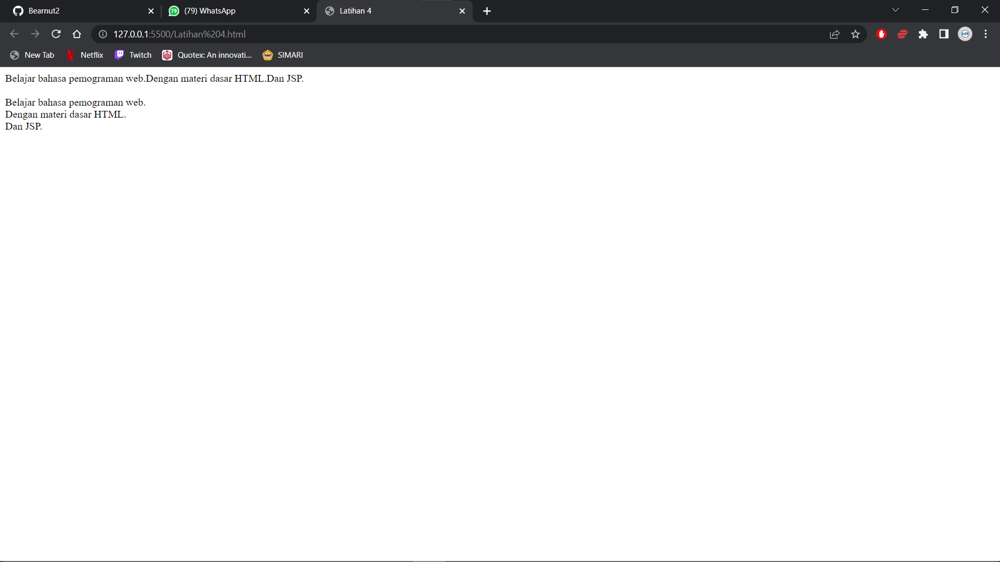 Bearnut2
79 (79) WhatsApp
Latihan 4
127.0.0.1:5500/Latihan%204.html
New Tab
Netflix
Twitch
Quotex: An innovati...
SIMARI
Belajar bahasa pemograman web.Dengan materi dasar HTML.Dan JSP.
Belajar bahasa pemograman web.
Dengan materi dasar HTML.
Dan JSP.